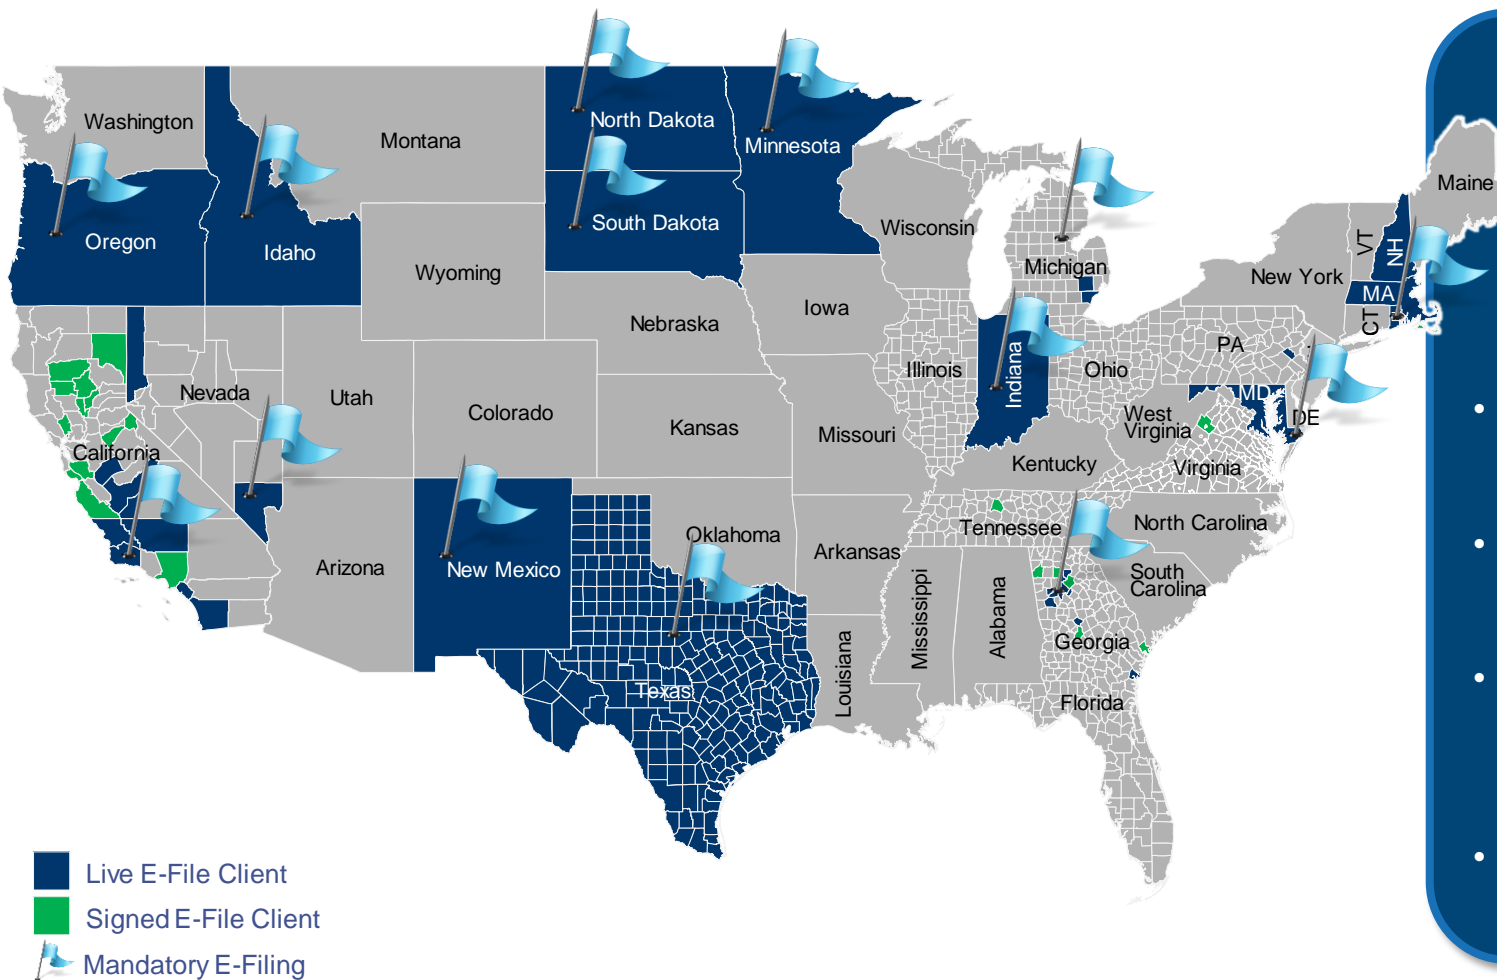 Washington
Montana
North Dakota
Minnesota
Maine
Oregon
Idaho
South Dakota
Wisconsin
Michigan
VT
NH
New York
Wyoming
MA
CT
Iowa
Nebraska
PA
Illinois
Indiana
Ohio
Nevada
Utah
Colorado
Kansas
Missouri
MD
DE
West
Virginia
California
Kentucky
Virginia
Arizona
New Mexico
Oklahoma
Arkansas
Tennessee
North Carolina
South
Carolina
Mississippi
Alabama
Georgia
Texas
Louisiana
Florida
Live E-File Client
Signed E-File Client
Mandatory E-Filing